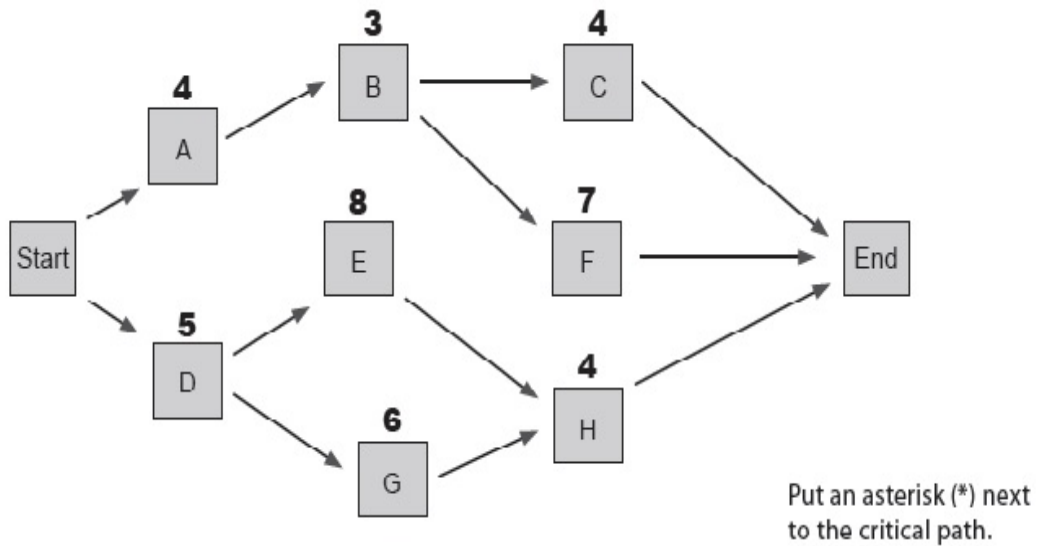 3
4
4
B
C
A
8
7
Start
E
F
End
5
D
4
6
H
G
Put an asterisk (*) next
to the critical path.